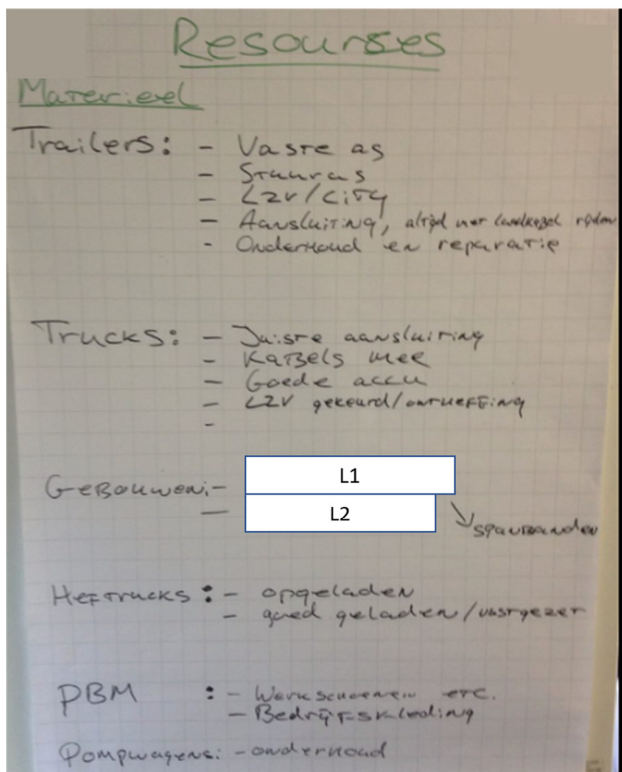 Resourses
Materieel
Trailers: - Vaste as
- Stuuras
- LZV/City
- Aansluiting, altijd met landkegel rijden
- Onderhoud en reparatie
Trucks: - Juiste aansluiting
- Kabels mee
- Goede accu
- LZV gekeurd/ontheffing
-
Gebouwen: - L1
- L2 ↘ spanbanden
Heftrucks: - opgeladen
- goed geladen/vastgezet
PBM : - Werkschoenen etc.
- Bedrijfskleding
Pompwagens: - onderhoud